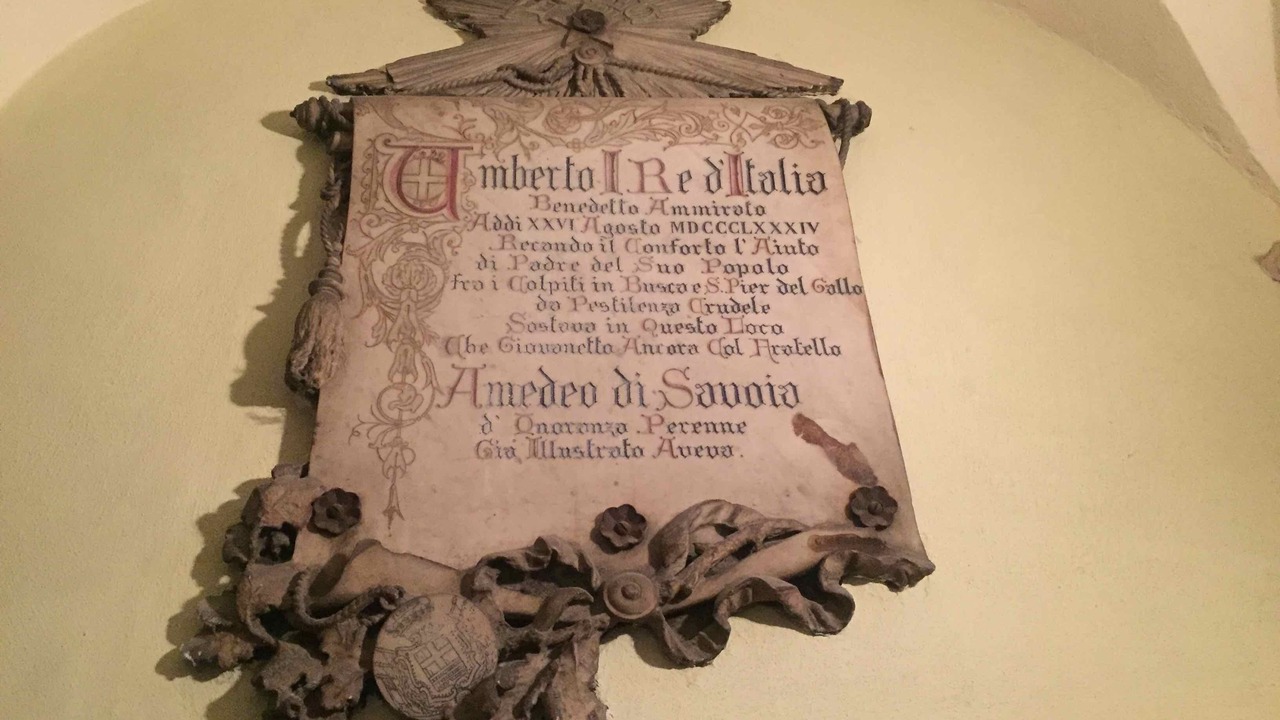 Umberto I Re d'Italia
Benedetto Ammirato
Addì XXVI Agosto MDCCCLXXXIV
Recando il Conforto l'Aiuto
di Padre del Suo Popolo
fra i Colpiti in Busca e S. Pier del Gallo
da Pestilenza Crudele
Sostava in Questo Loco
Che Giovanetto Ancora Col Fratello
Amedeo di Savoia
d' Onoranza Perenne
Già Illustrato Aveva.